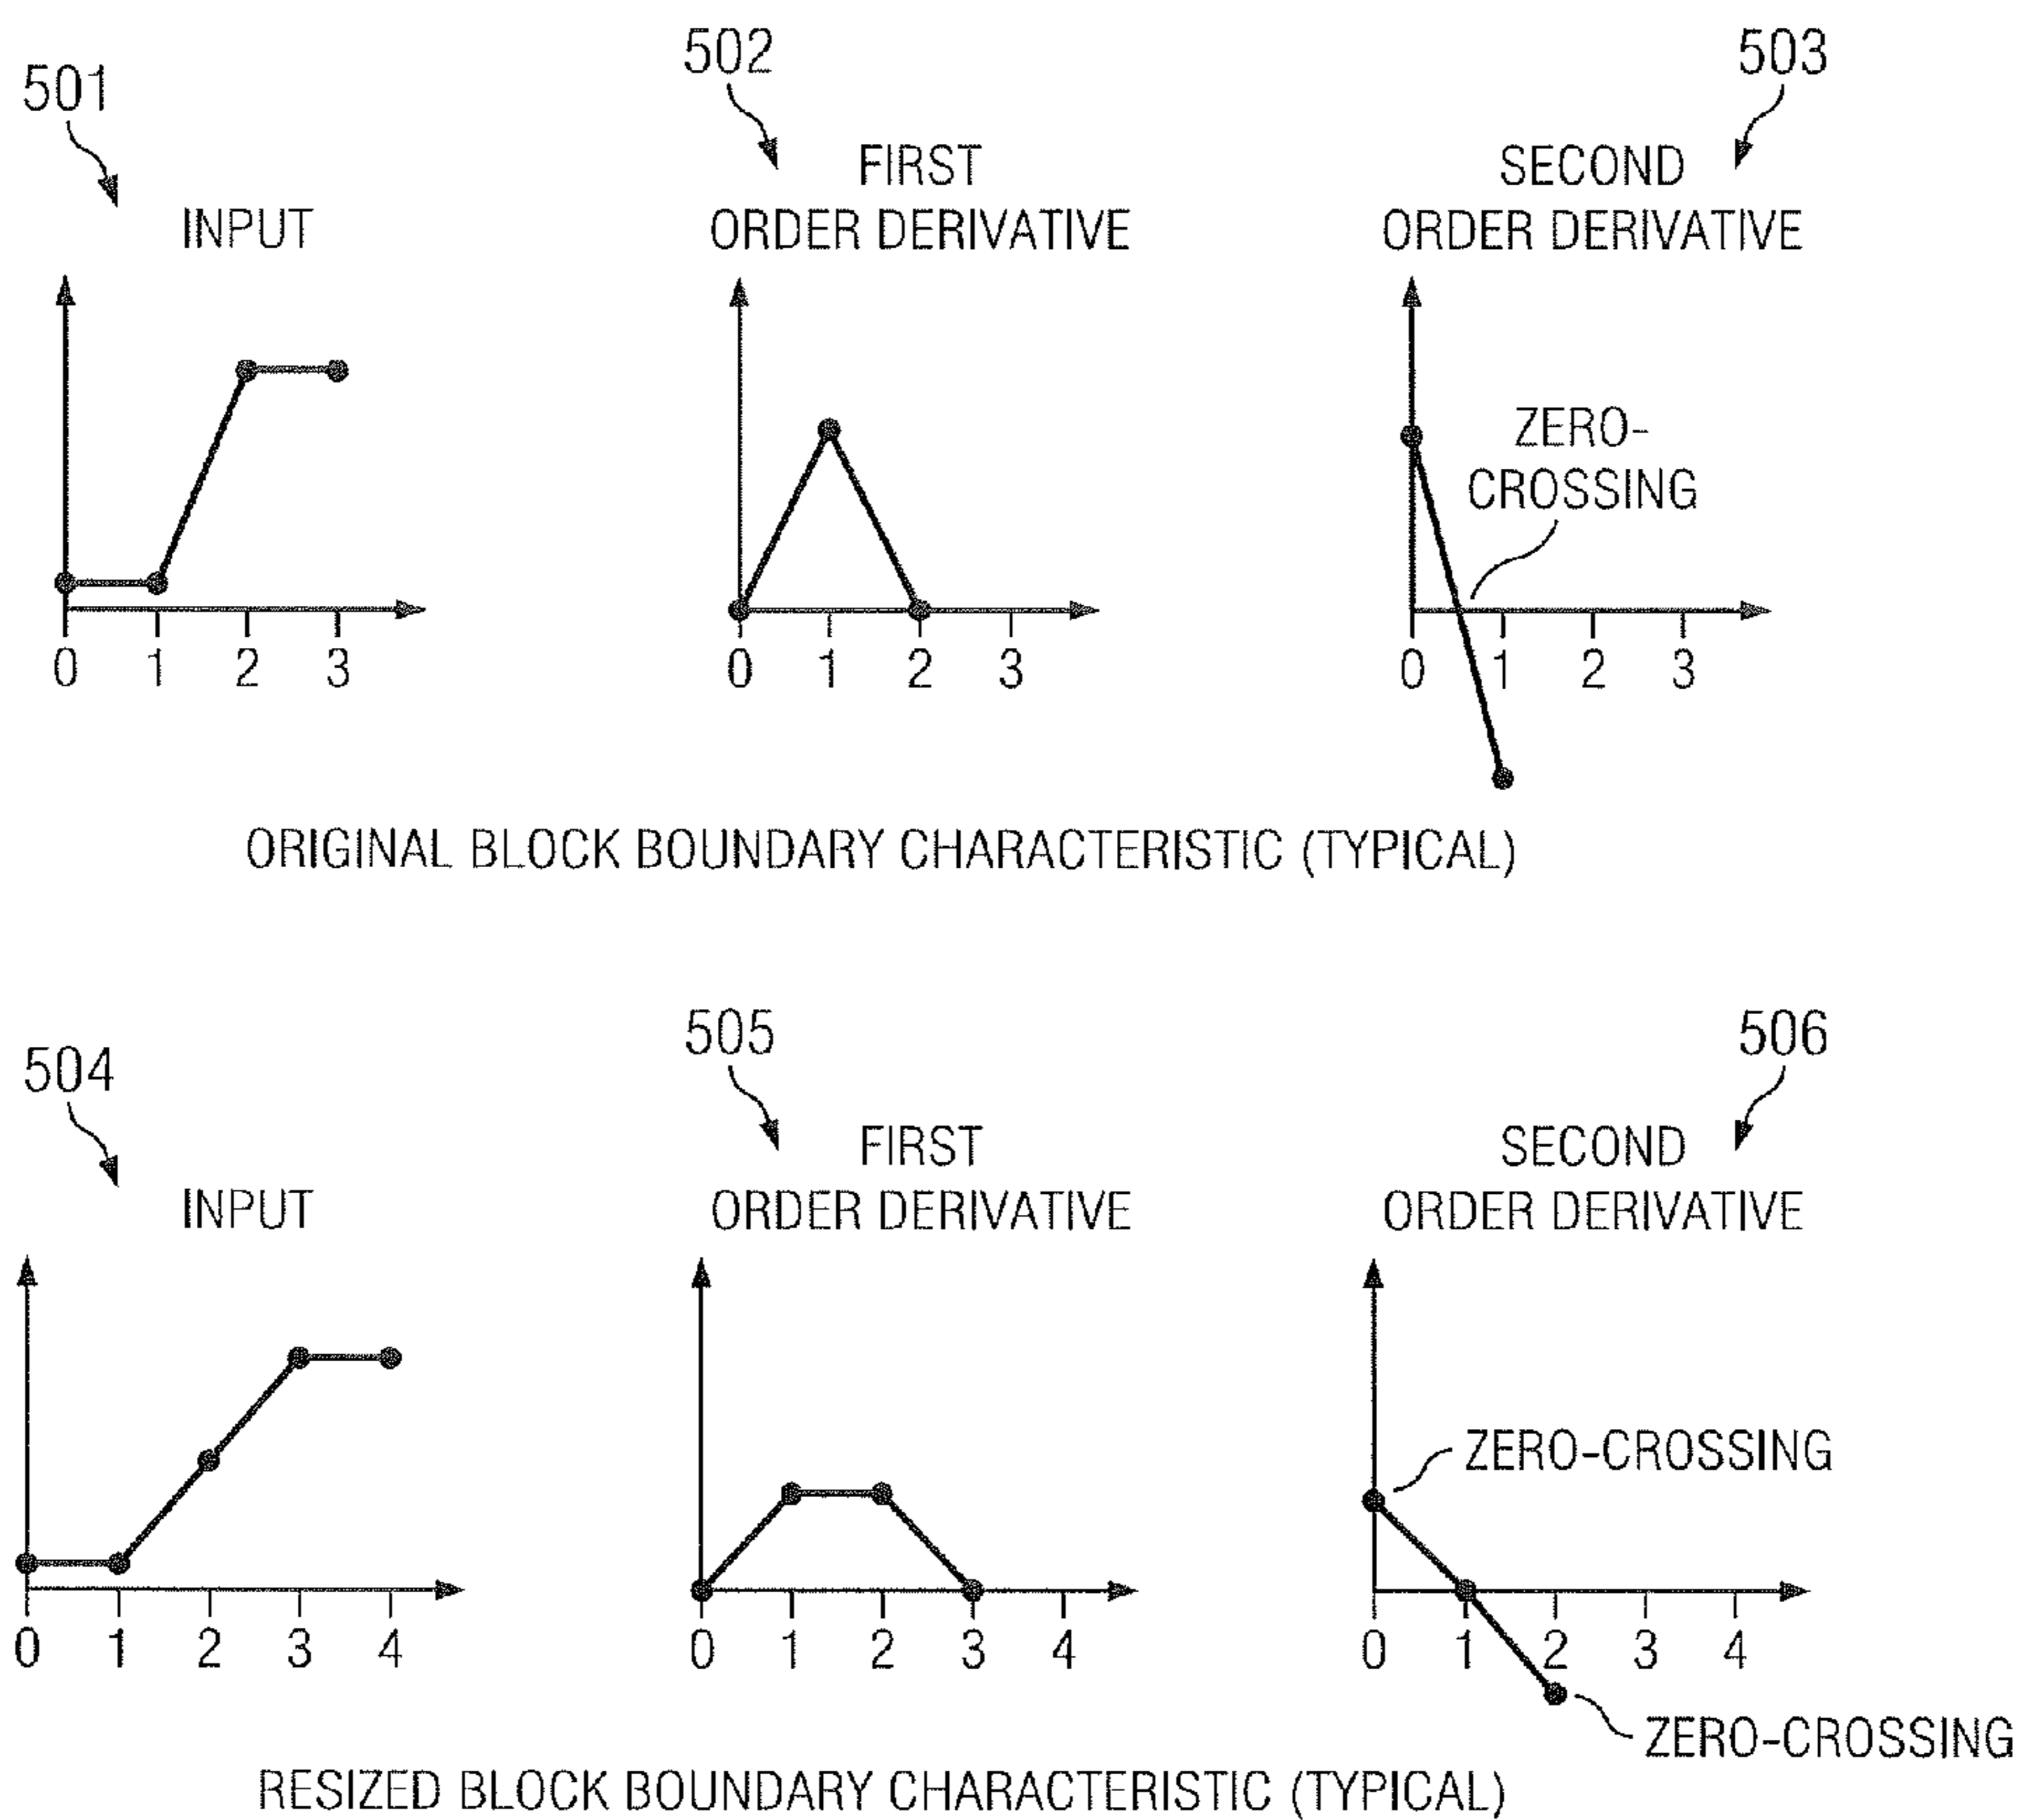 501
502
503
INPUT
FIRST
ORDER DERIVATIVE
SECOND
ORDER DERIVATIVE
ZERO-
CROSSING
0 1 2 3
0 1 2 3
0 1 2 3
ORIGINAL BLOCK BOUNDARY CHARACTERISTIC (TYPICAL)
504
505
506
INPUT
FIRST
ORDER DERIVATIVE
SECOND
ORDER DERIVATIVE
ZERO-CROSSING
0 1 2 3 4
0 1 2 3 4
0 1 2 3 4
ZERO-CROSSING
RESIZED BLOCK BOUNDARY CHARACTERISTIC (TYPICAL)